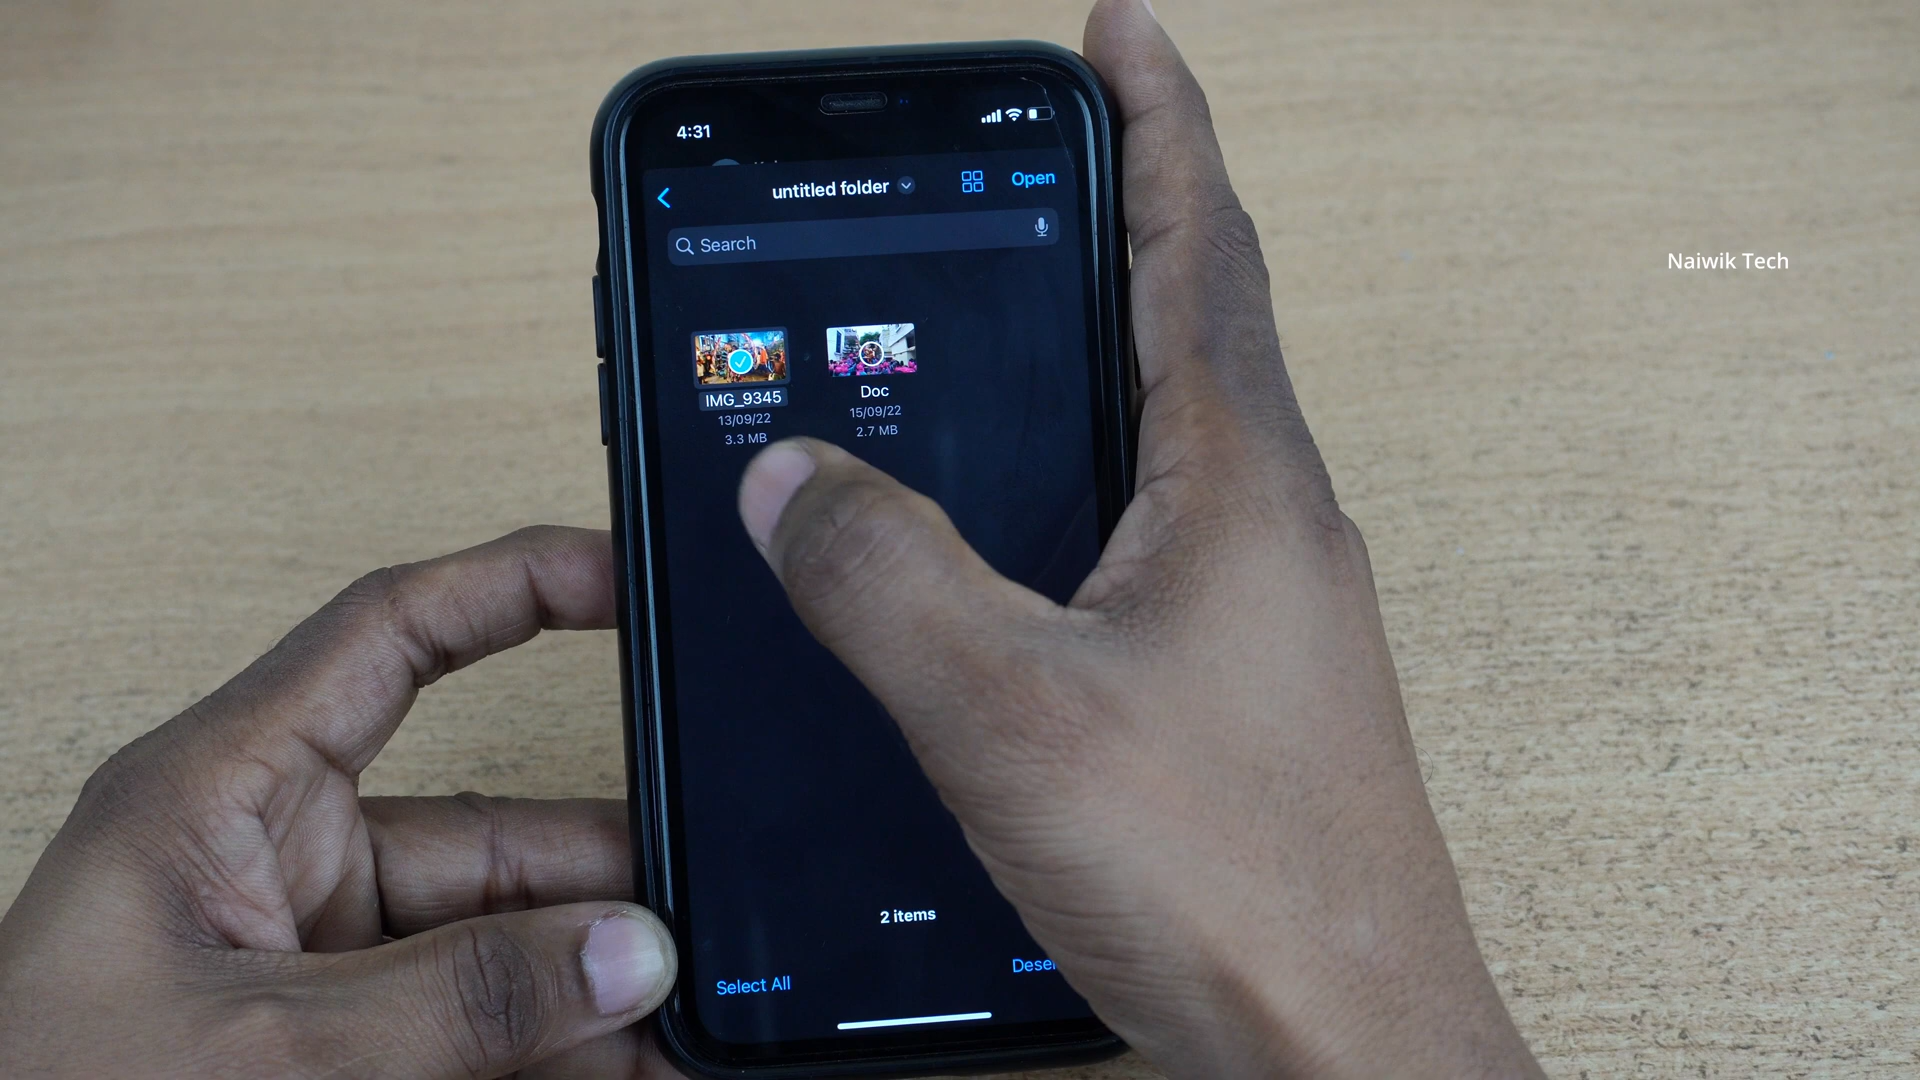 4:31
untitled folder
Open
Search
IMG_9345
13/09/22
3.3 MB
Doc
15/09/22
2.7 MB
2 items
Select All
Naiwik Tech